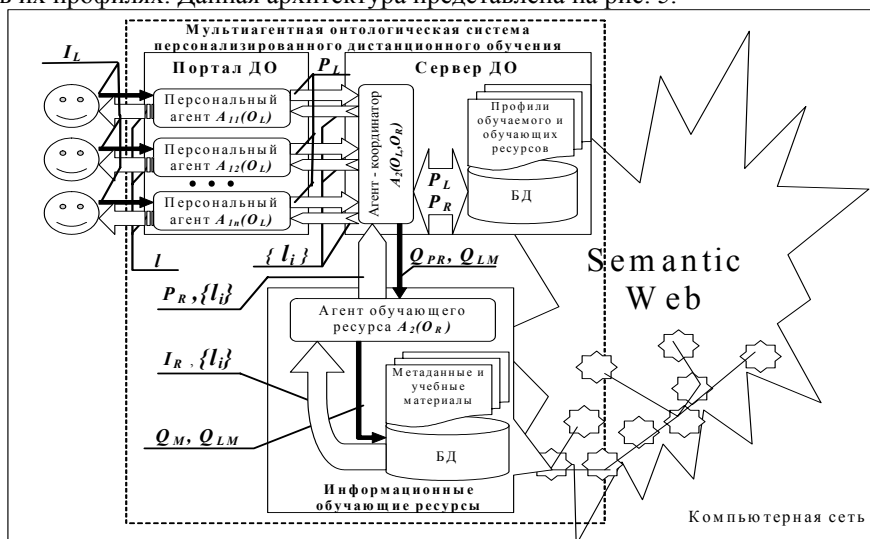 в их профилях. Данная архитектура представлена на рис. 3.
Мультиагентная онтологическая система
персонализированного дистанционного обучения
I_L
Портал ДО
P_L
Сервер ДО
Персональный
агент A_11(O_L)
Персональный
агент A_12(O_L)
• • •
Персональный
агент A_1n(O_L)
Агент - координатор
A_2(O_L,O_R)
Профили
обучаемого и
обучающих
ресурсов
P_L
P_R
БД
l
{ l_i }
Q_PR, Q_LM
P_R ,{l_i}
Semantic
Web
Агент обучающего
ресурса A_2(O_R)
I_R , {l_i}
Метаданные и
учебные
материалы
Q_M, Q_LM
БД
Информационные
обучающие ресурсы
Компьютерная сеть